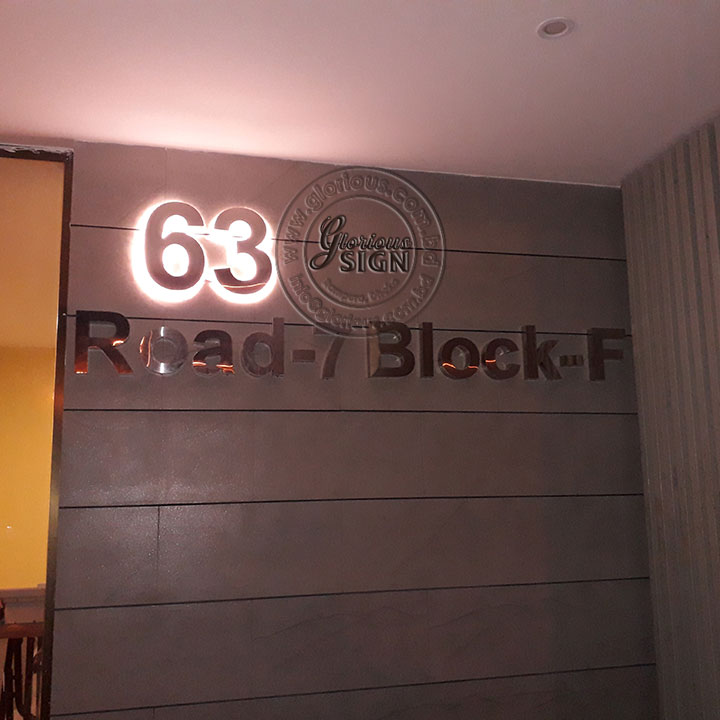 63
Road-7 Block-F
www.glorious.com.bd
Glorious
SIGN
info@glorious.com.bd